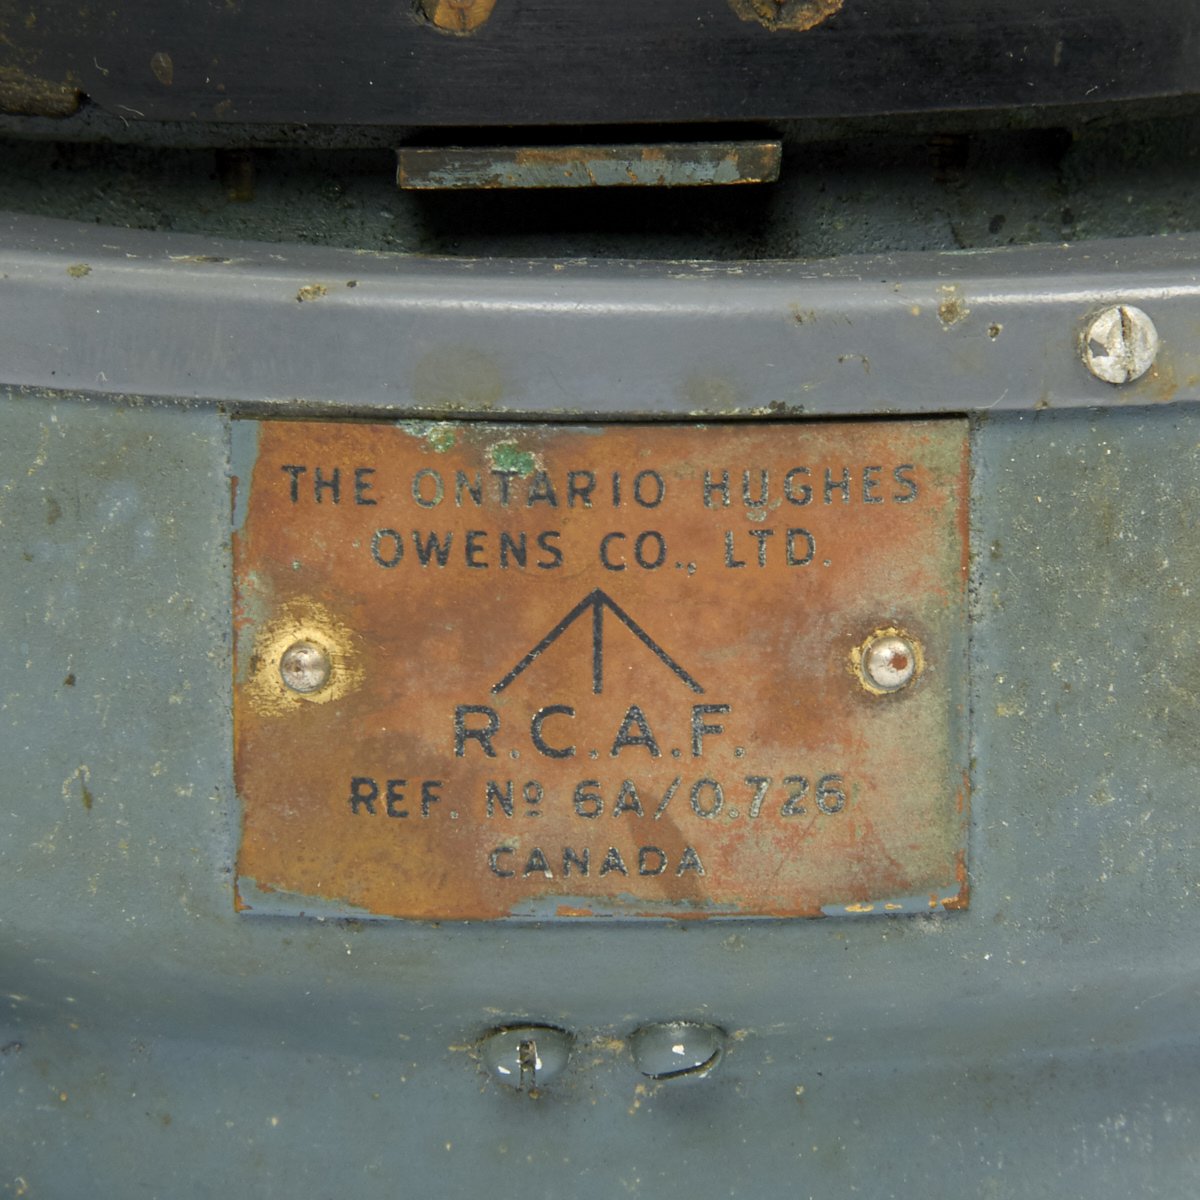 THE ONTARIO HUGHES
OWENS CO., LTD.
R.C.A.F.
REF. Nº 6A/0.726
CANADA